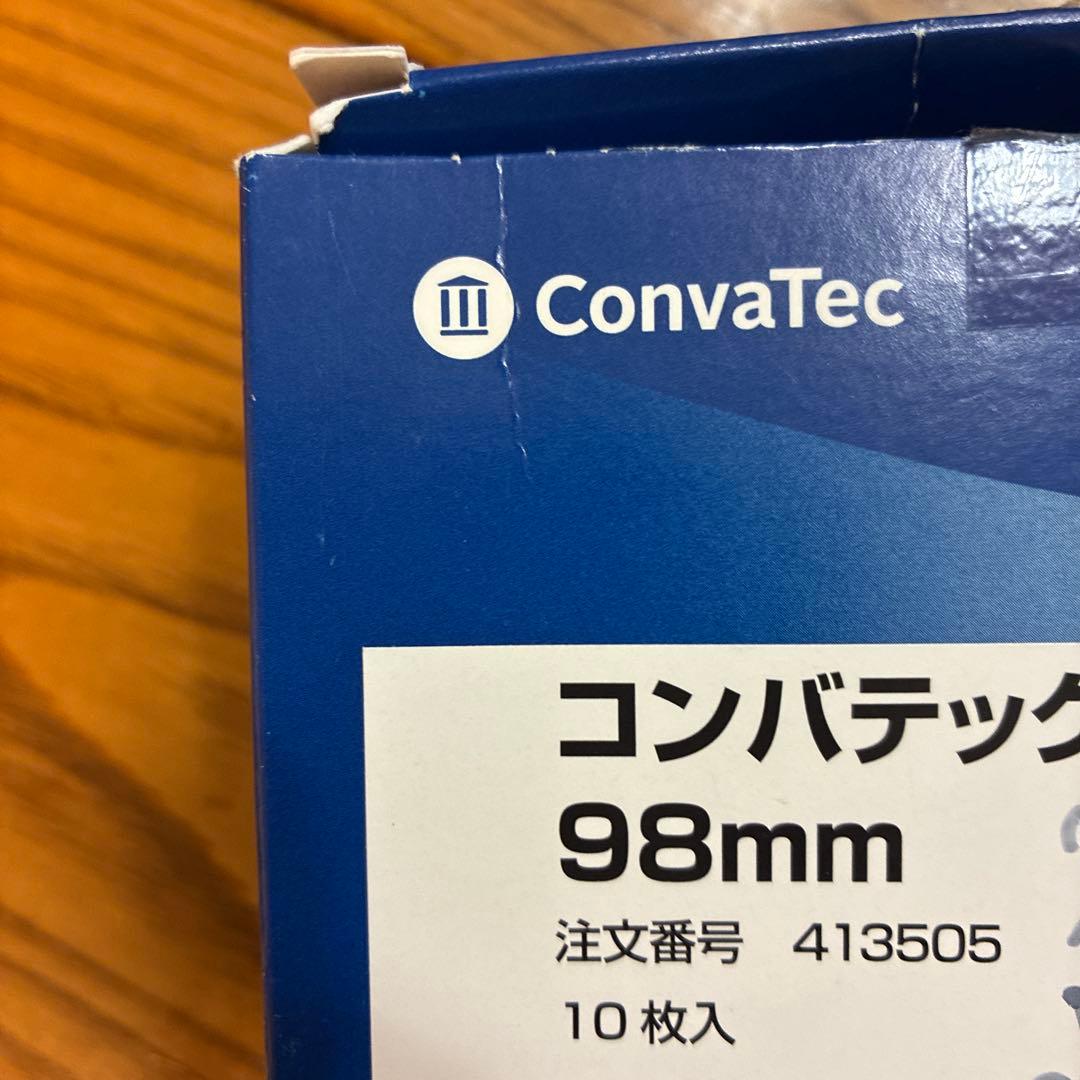 ConvaTec
コンバテック
98mm
注文番号 413505
10枚入